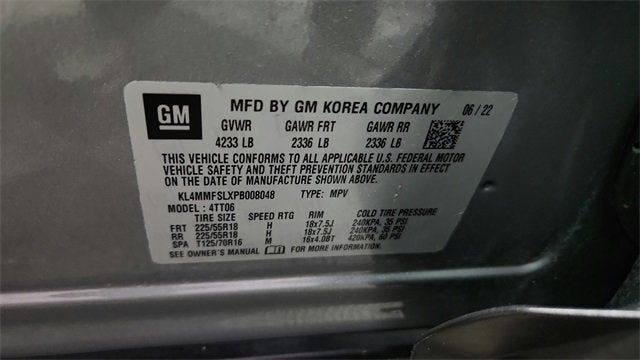 GM MFD BY GM KOREA COMPANY 06/22
GVWR GAWR FRT GAWR RR
4233 LB 2336 LB 2336 LB
THIS VEHICLE CONFORMS TO ALL APPLICABLE U.S. FEDERAL MOTOR
VEHICLE SAFETY AND THEFT PREVENTION STANDARDS IN EFFECT
ON THE DATE OF MANUFACTURE SHOWN ABOVE.
KL4MMFSLXPB008048 TYPE: MPV
MODEL: 4TT06
TIRE SIZE SPEED RTG RIM COLD TIRE PRESSURE
FRT 225/55R18 H 18x7.5J 240KPA, 35 PSI
RR 225/55R18 H 18x7.5J 240KPA, 35 PSI
SPA T125/70R16 M 16x4.0BT 420KPA, 60 PSI
SEE OWNER'S MANUAL FOR MORE INFORMATION.